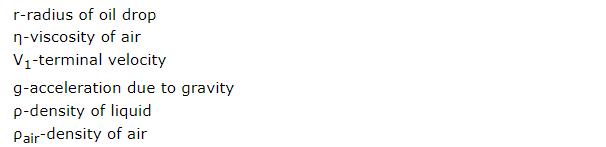 r-radius of oil drop
η-viscosity of air
V₁-terminal velocity
g-acceleration due to gravity
ρ-density of liquid
ρair-density of air